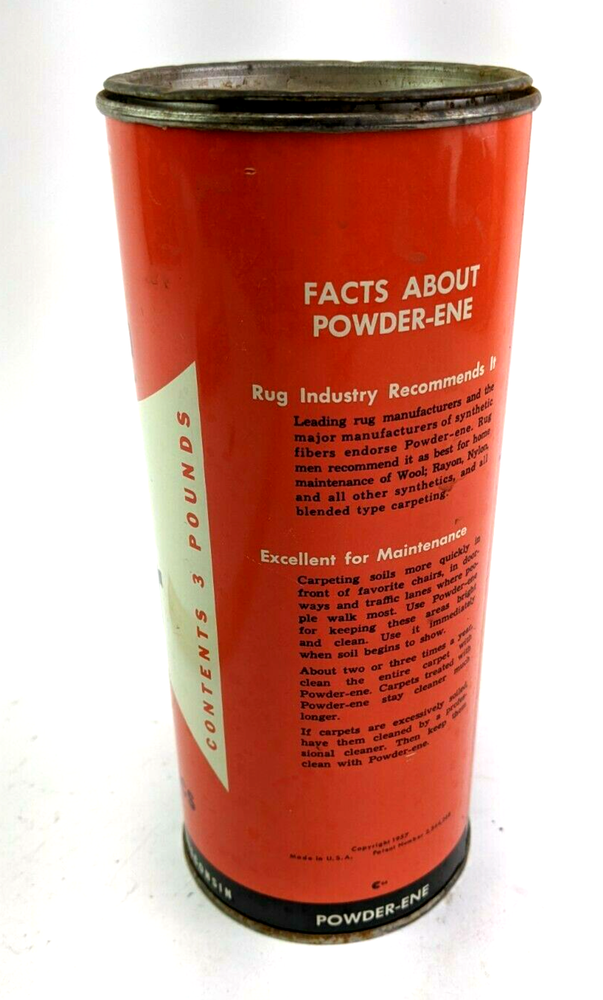 FACTS ABOUT
POWDER-ENE
Rug Industry Recommends It
Leading rug manufacturers and the
major manufacturers of synthetic
fibers endorse Powder-ene. Rug
men recommend it as best for home
maintenance of Wool; Rayon, Nylon,
and all other synthetics, and all
blended type carpeting.
Excellent for Maintenance
Carpeting soils more quickly in
front of favorite chairs, in door-
ways and traffic lanes where peo-
ple walk most. Use Powder-ene
for keeping these areas bright
and clean. Use it immediately
when soil begins to show.
About two or three times a year,
clean the entire carpet with
Powder-ene. Carpets treated with
Powder-ene stay cleaner much
longer.
If carpets are excessively soiled,
have them cleaned by a profes-
sional cleaner. Then keep them
clean with Powder-ene.
CONTENTS 3 POUNDS
Copyright 1957
Made in U.S.A. Patent Number
POWDER-ENE